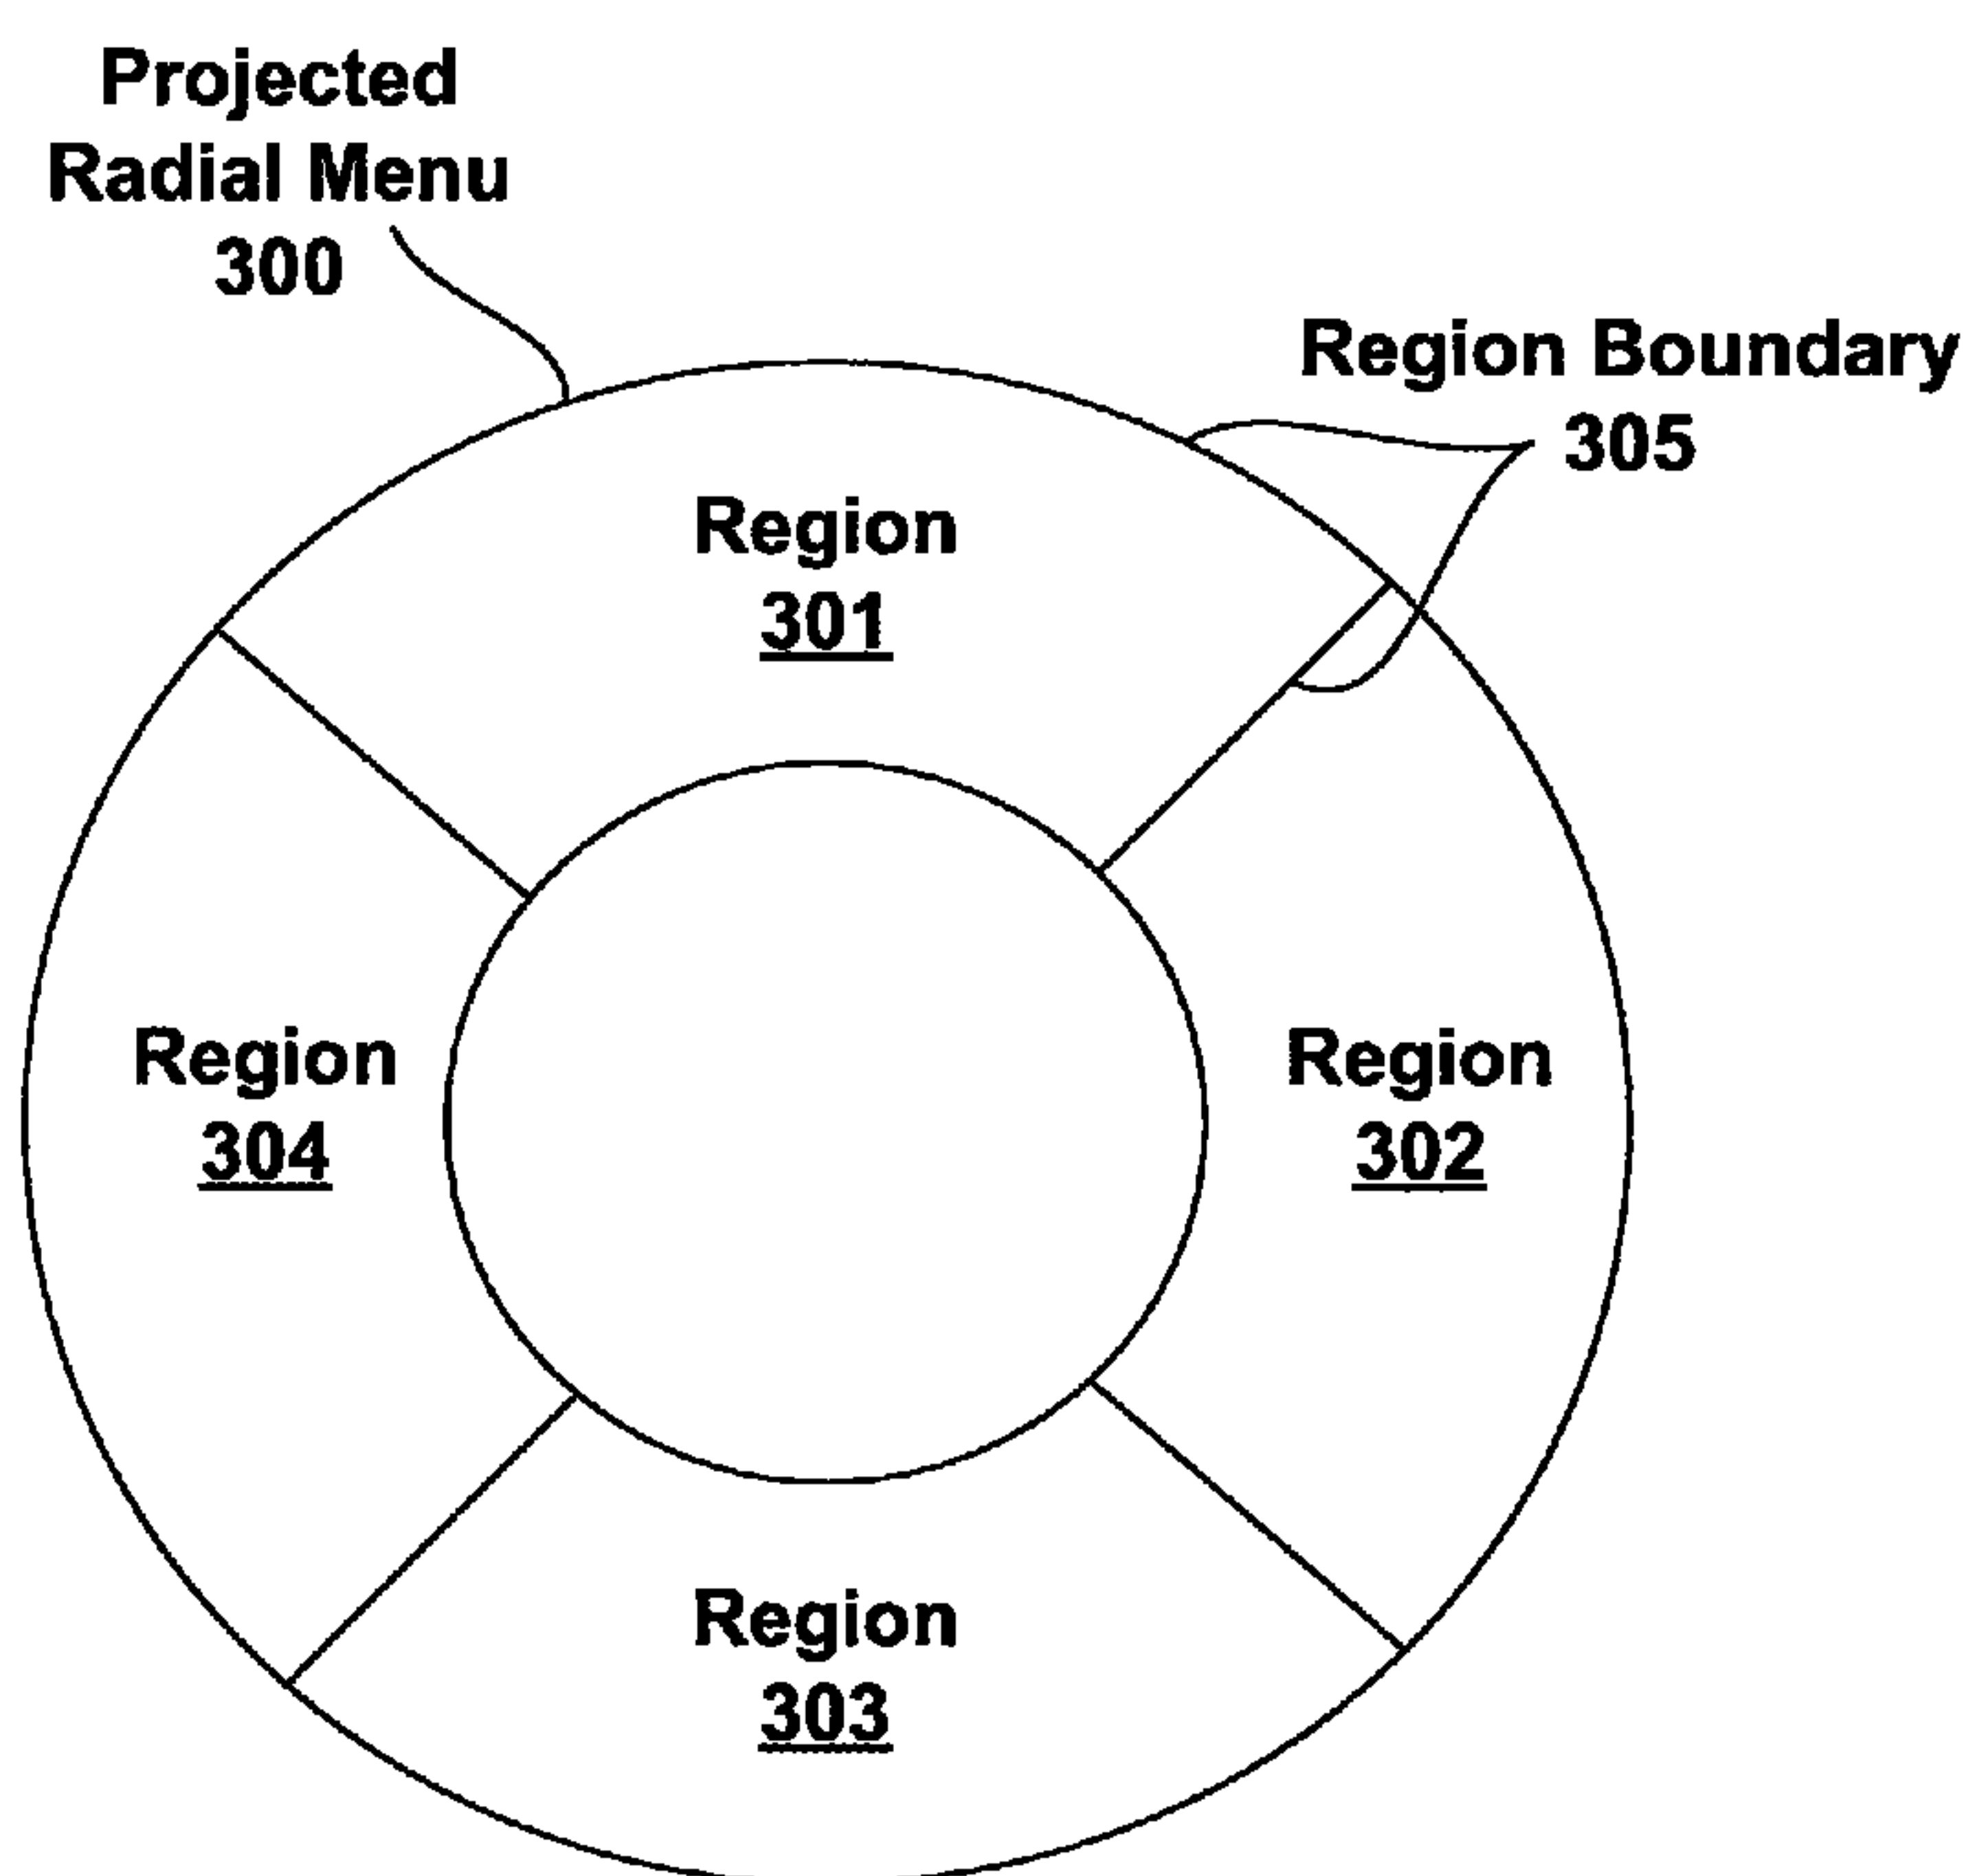 Projected
Radial Menu
300
Region Boundary
305
Region
301
Region
304
Region
302
Region
303